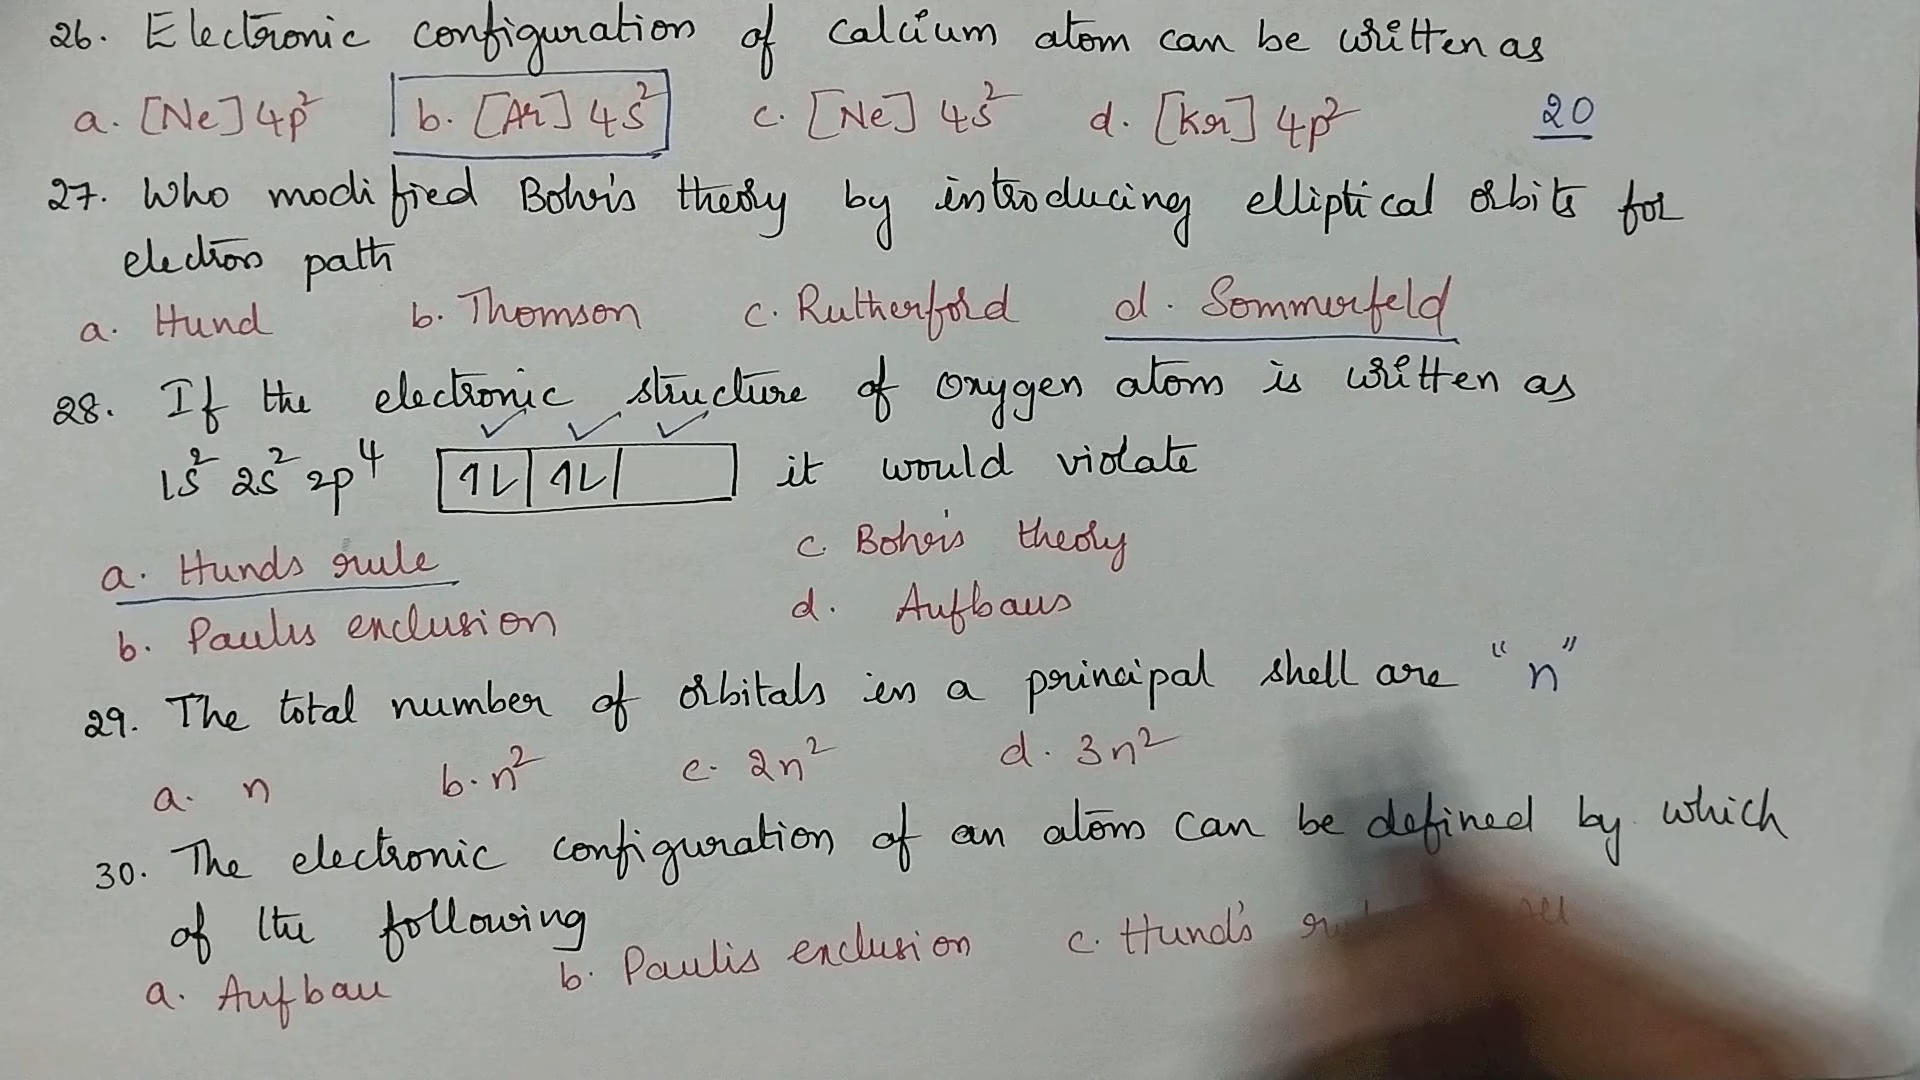 26. Electronic configuration of calcium atom can be written as
a. [Ne] 4p² b. [Ar] 4s² c. [Ne] 4s² d. [Kr] 4p² 20
27. Who modified Bohr's theory by introducing elliptical orbits for
electron path
a. Hund b. Thomson c. Rutherford d. Sommerfeld
28. If the electronic structure of oxygen atom is written as
1s² 2s² 2p⁴ 1L 1L it would violate
a. Hunds rule c. Bohr's theory
b. Paulis exclusion d. Aufbaus
29. The total number of orbitals in a principal shell are "n"
a. n b. n² c. 2n² d. 3n²
30. The electronic configuration of an atom can be defined by which
of the following
a. Aufbau b. Paulis exclusion c. Hund's